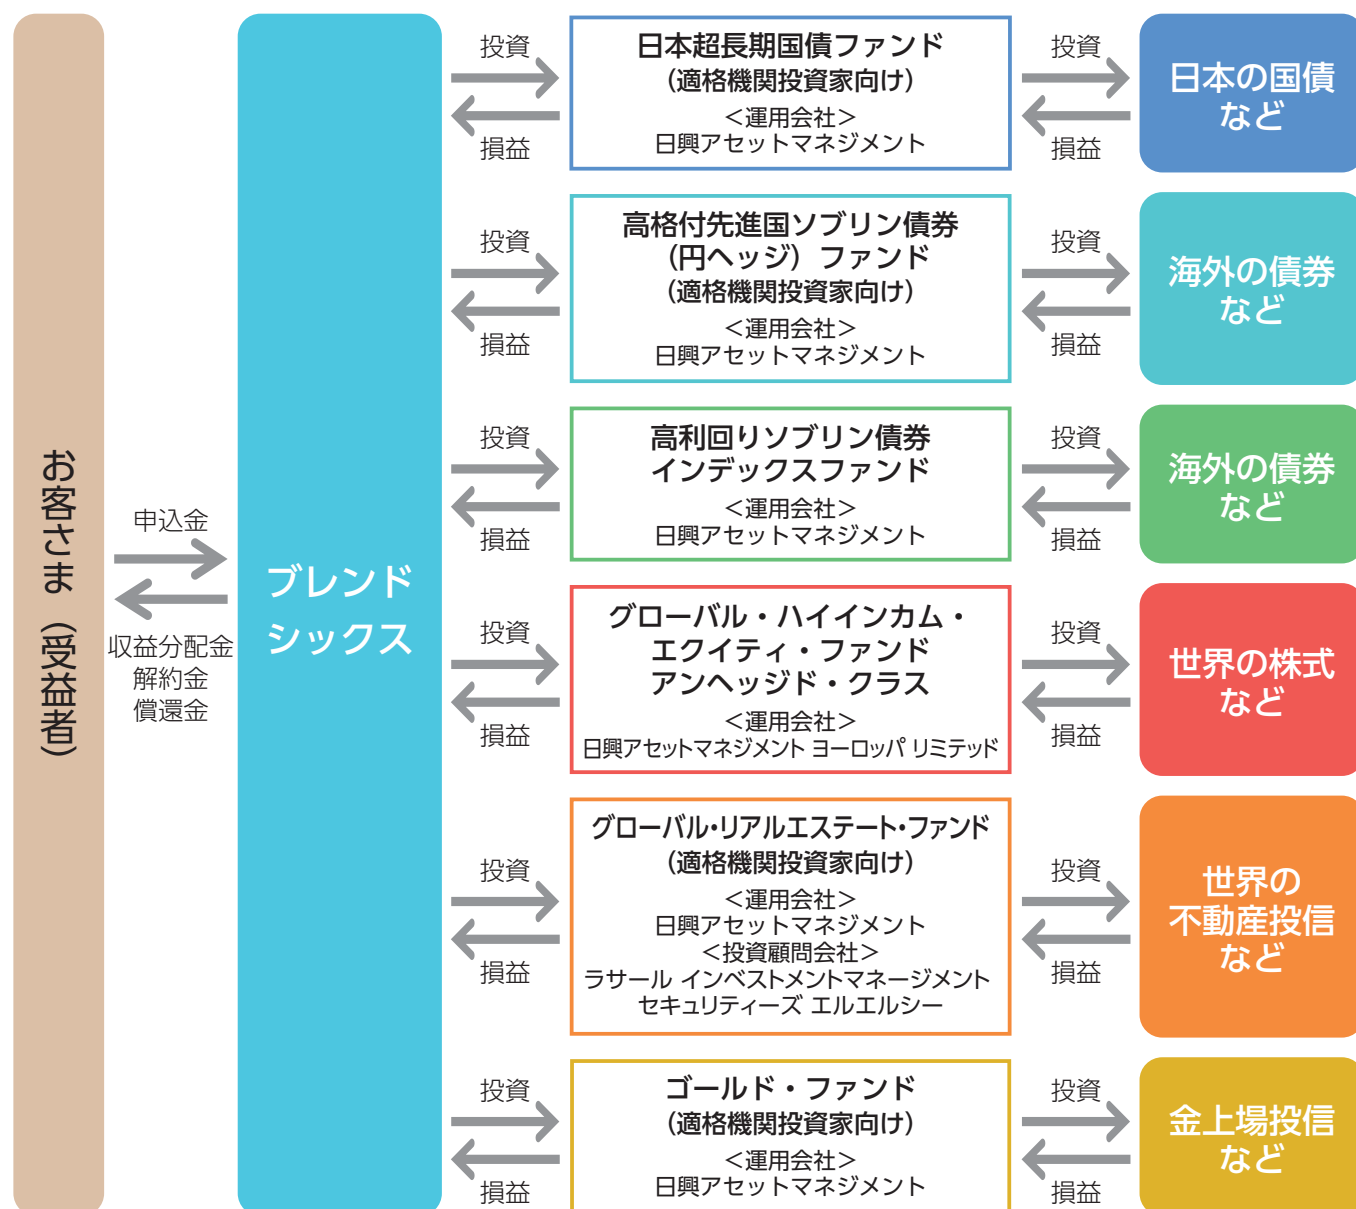 お客さま（受益者）
申込金
収益分配金
解約金
償還金
ブレンド
シックス
投資
損益
日本超長期国債ファンド
（適格機関投資家向け）
＜運用会社＞
日興アセットマネジメント
投資
損益
日本の国債
など
投資
損益
高格付先進国ソブリン債券
（円ヘッジ）ファンド
（適格機関投資家向け）
＜運用会社＞
日興アセットマネジメント
投資
損益
海外の債券
など
投資
損益
高利回りソブリン債券
インデックスファンド
＜運用会社＞
日興アセットマネジメント
投資
損益
海外の債券
など
投資
損益
グローバル・ハイインカム・
エクイティ・ファンド
アンヘッジド・クラス
＜運用会社＞
日興アセットマネジメント ヨーロッパ リミテッド
投資
損益
世界の株式
など
投資
損益
グローバル・リアルエステート・ファンド
（適格機関投資家向け）
＜運用会社＞
日興アセットマネジメント
＜投資顧問会社＞
ラサール インベストメントマネージメント
セキュリティーズ エルエルシー
投資
損益
世界の
不動産投信
など
投資
損益
ゴールド・ファンド
（適格機関投資家向け）
＜運用会社＞
日興アセットマネジメント
投資
損益
金上場投信
など